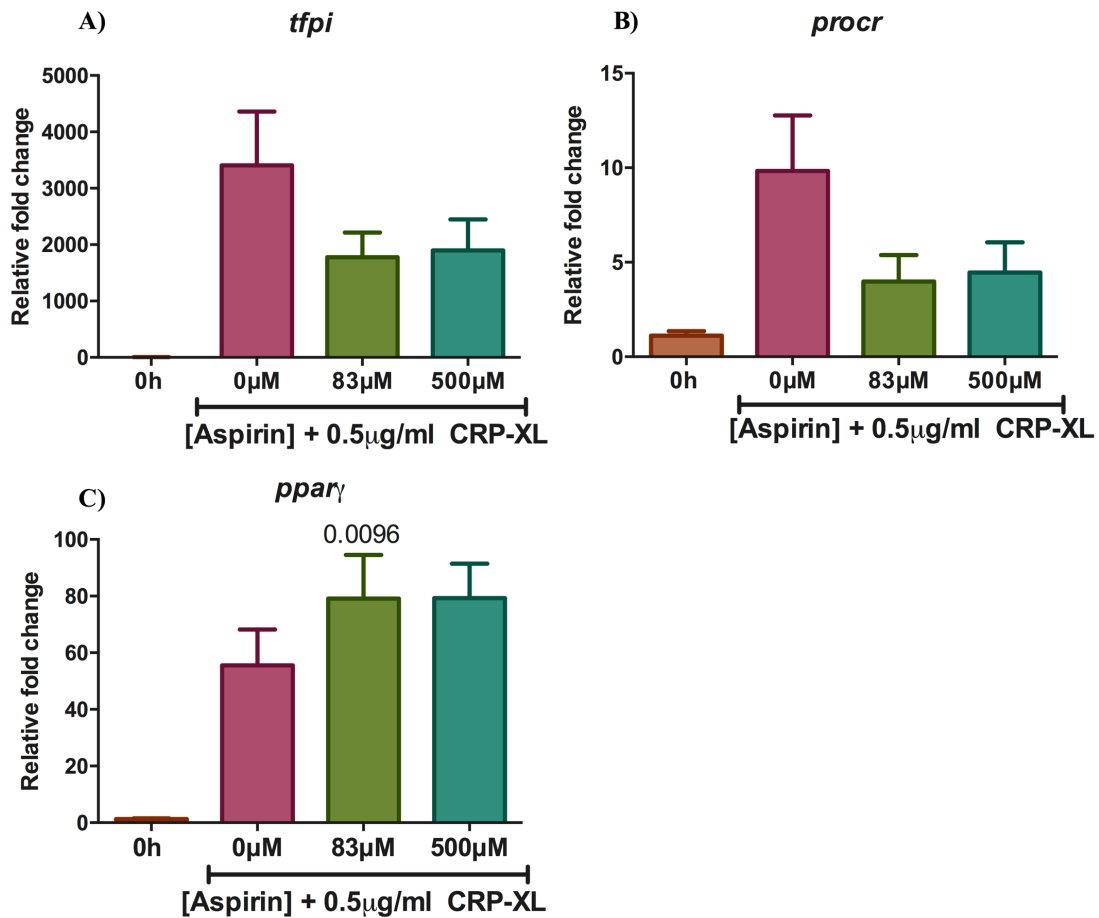 A)
tfpi
Relative fold change
5000
4000
3000
2000
1000
0
0h 0µM 83µM 500µM
[Aspirin] + 0.5µg/ml CRP-XL
B)
procr
Relative fold change
15
10
5
0
0h 0µM 83µM 500µM
[Aspirin] + 0.5µg/ml CRP-XL
C)
pparγ
0.0096
Relative fold change
100
80
60
40
20
0
0h 0µM 83µM 500µM
[Aspirin] + 0.5µg/ml CRP-XL